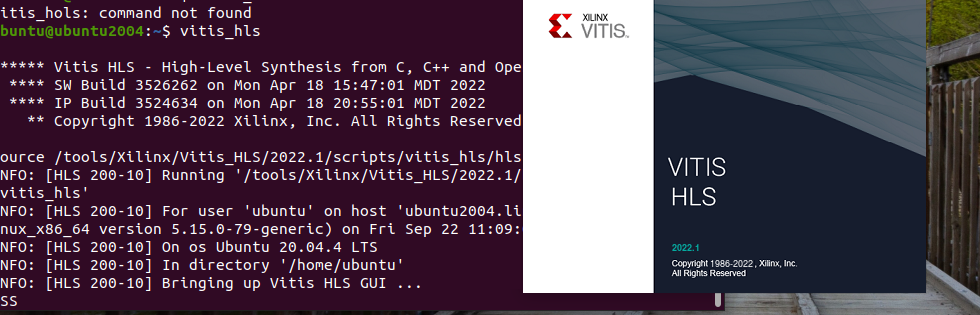 itis_hols: command not found
buntu@ubuntu2004:~$ vitis_hls
***** Vitis HLS - High-Level Synthesis from C, C++ and Ope
**** SW Build 3526262 on Mon Apr 18 15:47:01 MDT 2022
**** IP Build 3524634 on Mon Apr 18 20:55:01 MDT 2022
** Copyright 1986-2022 Xilinx, Inc. All Rights Reserved
ource /tools/Xilinx/Vitis_HLS/2022.1/scripts/vitis_hls/hls
NFO: [HLS 200-10] Running '/tools/Xilinx/Vitis_HLS/2022.1/
vitis_hls'
NFO: [HLS 200-10] For user 'ubuntu' on host 'ubuntu2004.li
nux_x86_64 version 5.15.0-79-generic) on Fri Sep 22 11:09:
NFO: [HLS 200-10] On os Ubuntu 20.04.4 LTS
NFO: [HLS 200-10] In directory '/home/ubuntu'
NFO: [HLS 200-10] Bringing up Vitis HLS GUI ...
SS
XILINX
VITIS
VITIS
HLS
2022.1
Copyright 1986-2022 , Xilinx, Inc.
All Rights Reserved